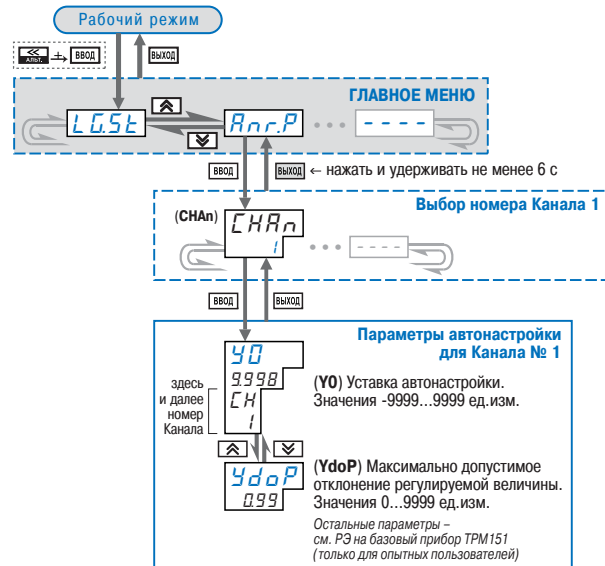 Рабочий режим
<<
АЛЬТ.
+
ВВОД
ВЫХОД
ГЛАВНОЕ МЕНЮ
LG.St
Anr.P
- - - -
ВВОД
ВЫХОД
← нажать и удерживать не менее 6 с
Выбор номера Канала 1
(CHAn)
CHAn
1
- - - -
ВВОД
ВЫХОД
Параметры автонастройки
для Канала № 1
Y0
9.998
CH
1
здесь
и далее
номер
Канала
(Y0) Уставка автонастройки.
Значения -9999...9999 ед.изм.
YdoP
0.99
(YdoP) Максимально допустимое
отклонение регулируемой величины.
Значения 0...9999 ед.изм.
Остальные параметры –
см. РЭ на базовый прибор ТРМ151
(только для опытных пользователей)